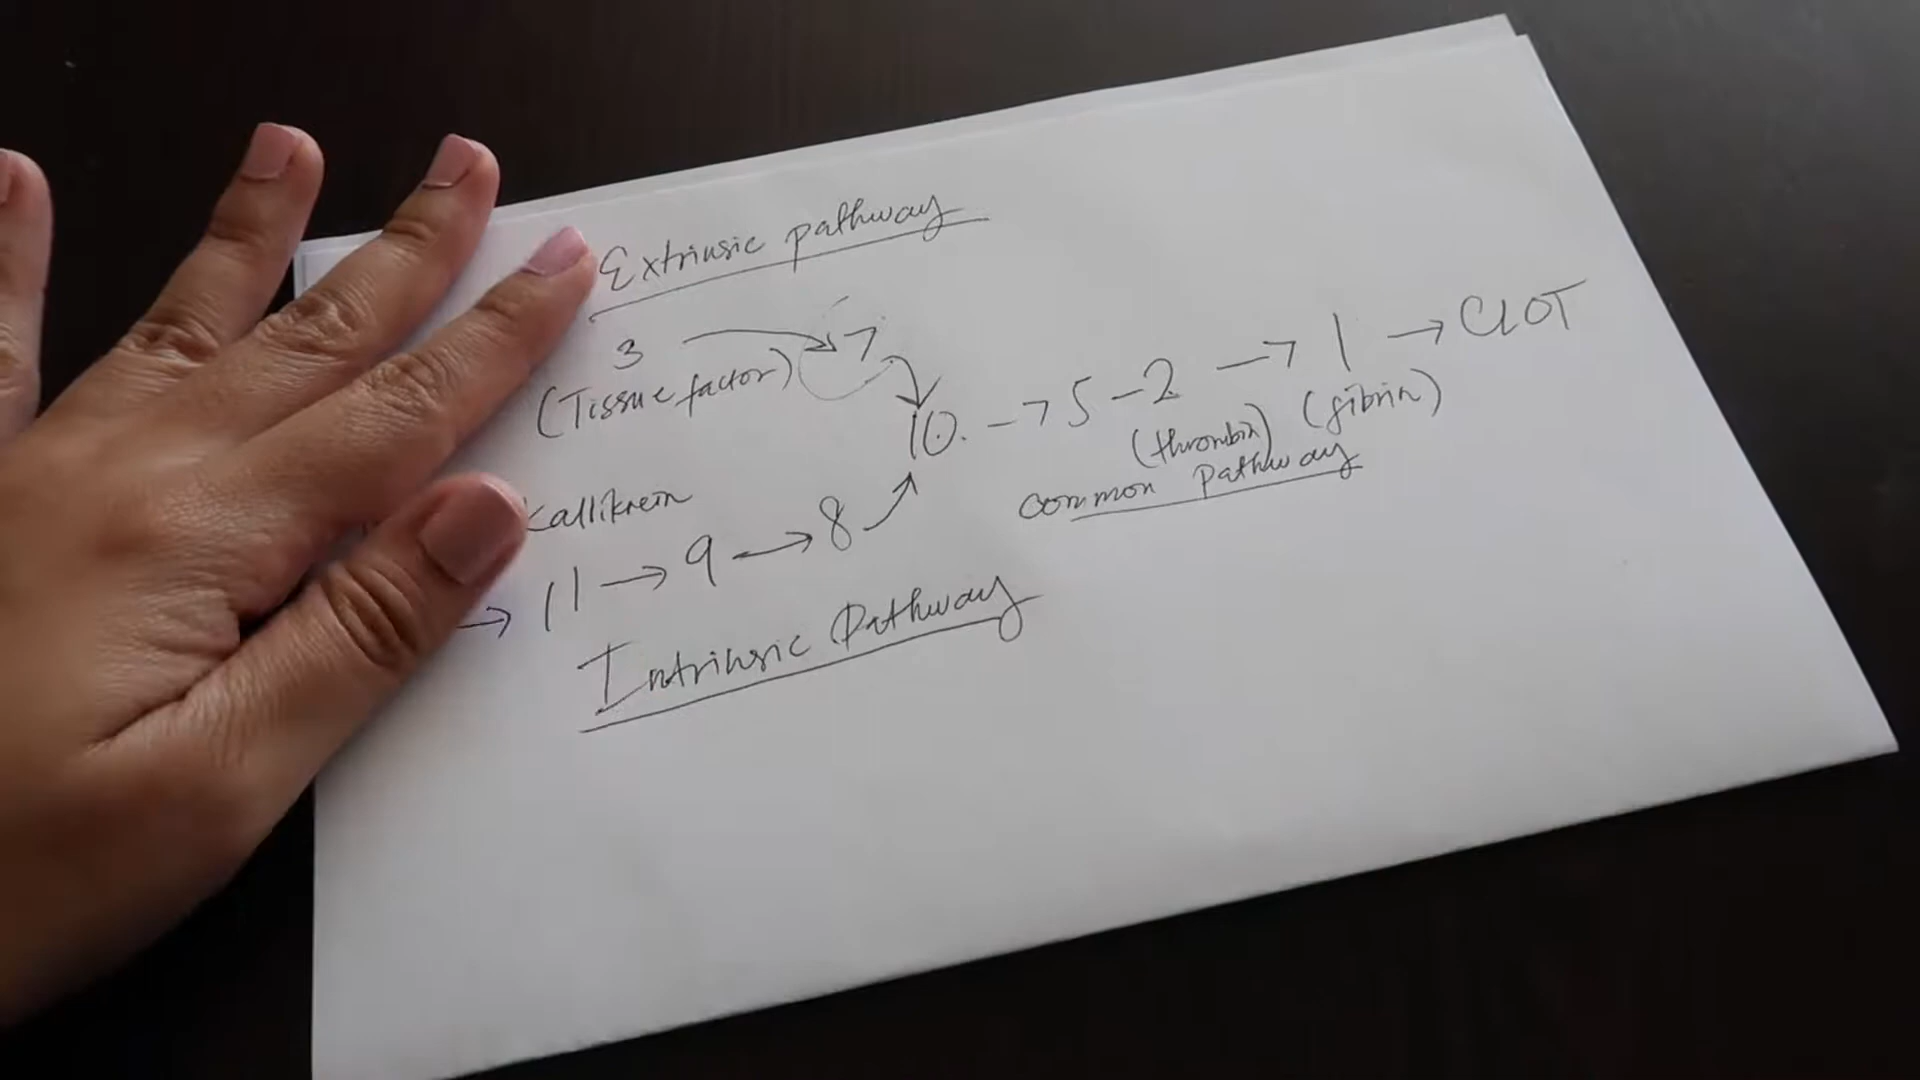 Extrinsic pathway
3 → 7
(Tissue factor)
10. → 5 - 2 → 1 → CLOT
(thrombin) (fibrin)
Common Pathway
kallikrein
→ 11 → 9 → 8
Intrinsic Pathway